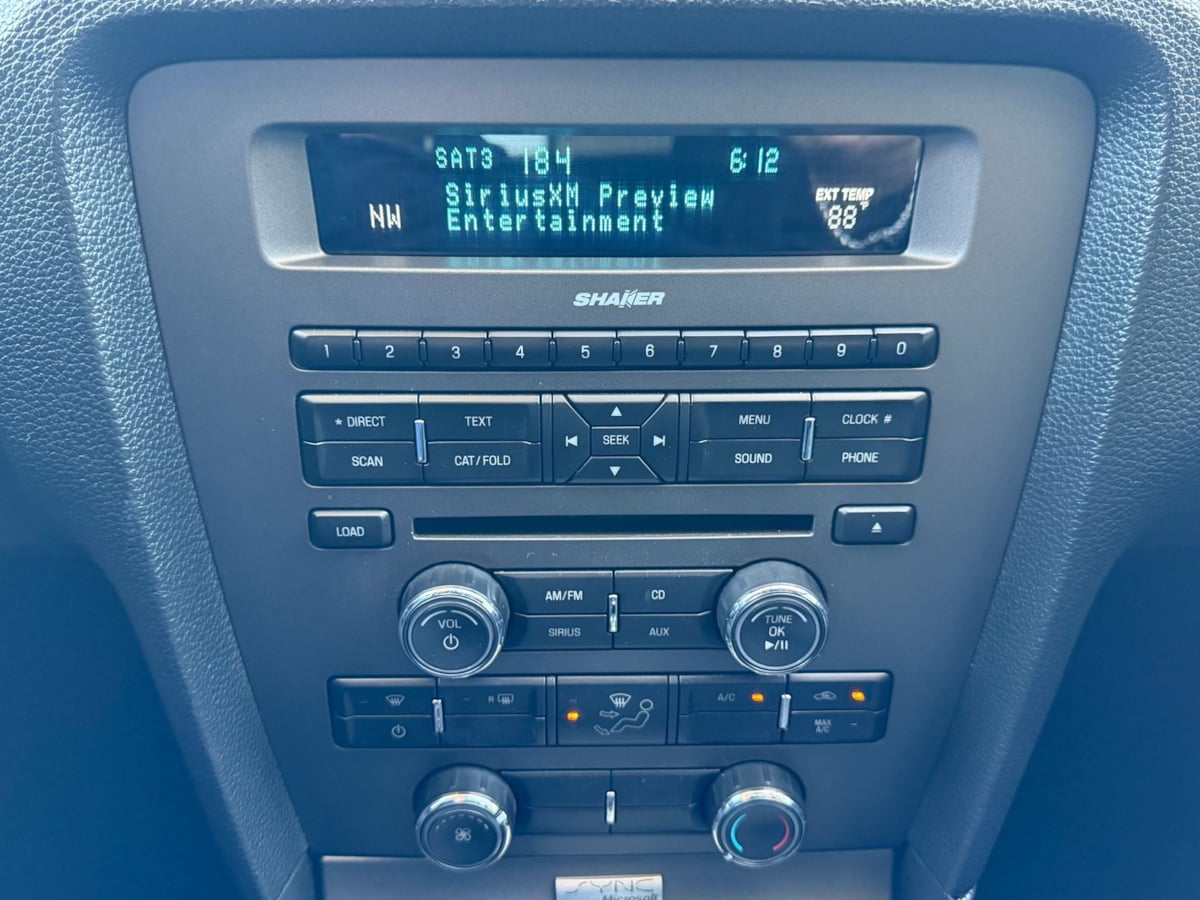 SAT3 184 6:12
SiriusXM Preview
EXT TEMP
NW Entertainment 88°F
SHAKER
1 2 3 4 5 6 7 8 9 0
* DIRECT TEXT MENU CLOCK #
SEEK
SCAN CAT/FOLD SOUND PHONE
LOAD
AM/FM CD
VOL TUNE
OK
SIRIUS AUX
R A/C
MAX
A/C
SYNC
Microsoft